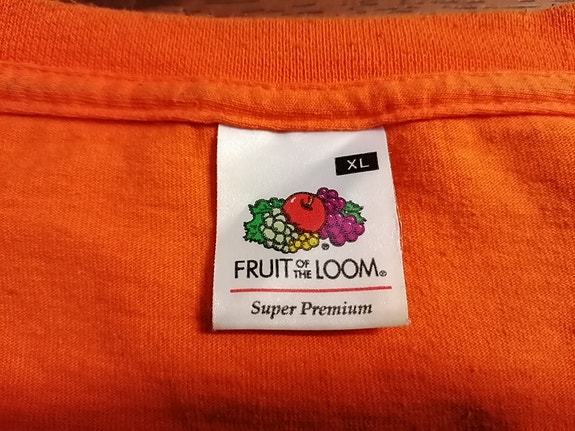 XL
®
FRUIT OF THE LOOM®
Super Premium